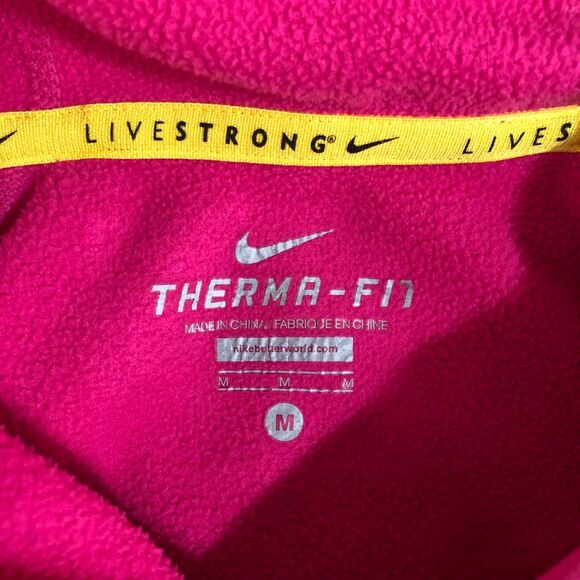 LIVESTRONG® LIVES
THERMA-FIT
MADE IN CHINA / FABRIQUE EN CHINE
nikebetterworld.com
M M M
M